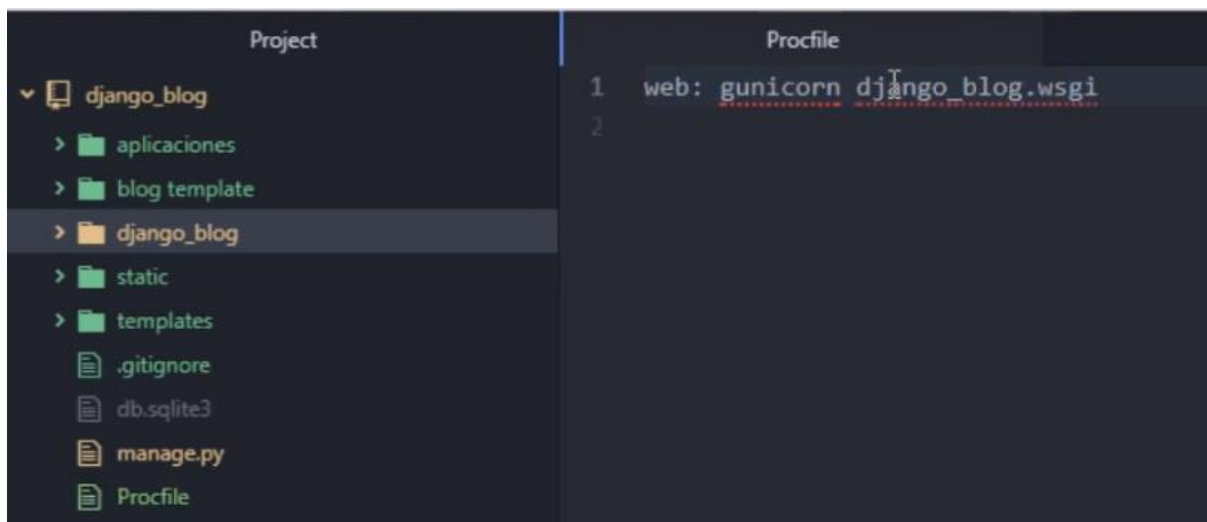 Project
django_blog
aplicaciones
blog template
django_blog
static
templates
.gitignore
db.sqlite3
manage.py
Procfile
Procfile
1 web: gunicorn django_blog.wsgi
2